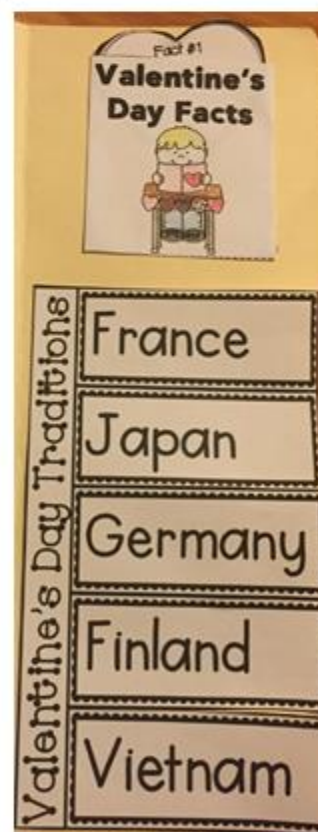 Fact #1
Valentine's
Day Facts
Valentine's Day Traditions
France
Japan
Germany
Finland
Vietnam